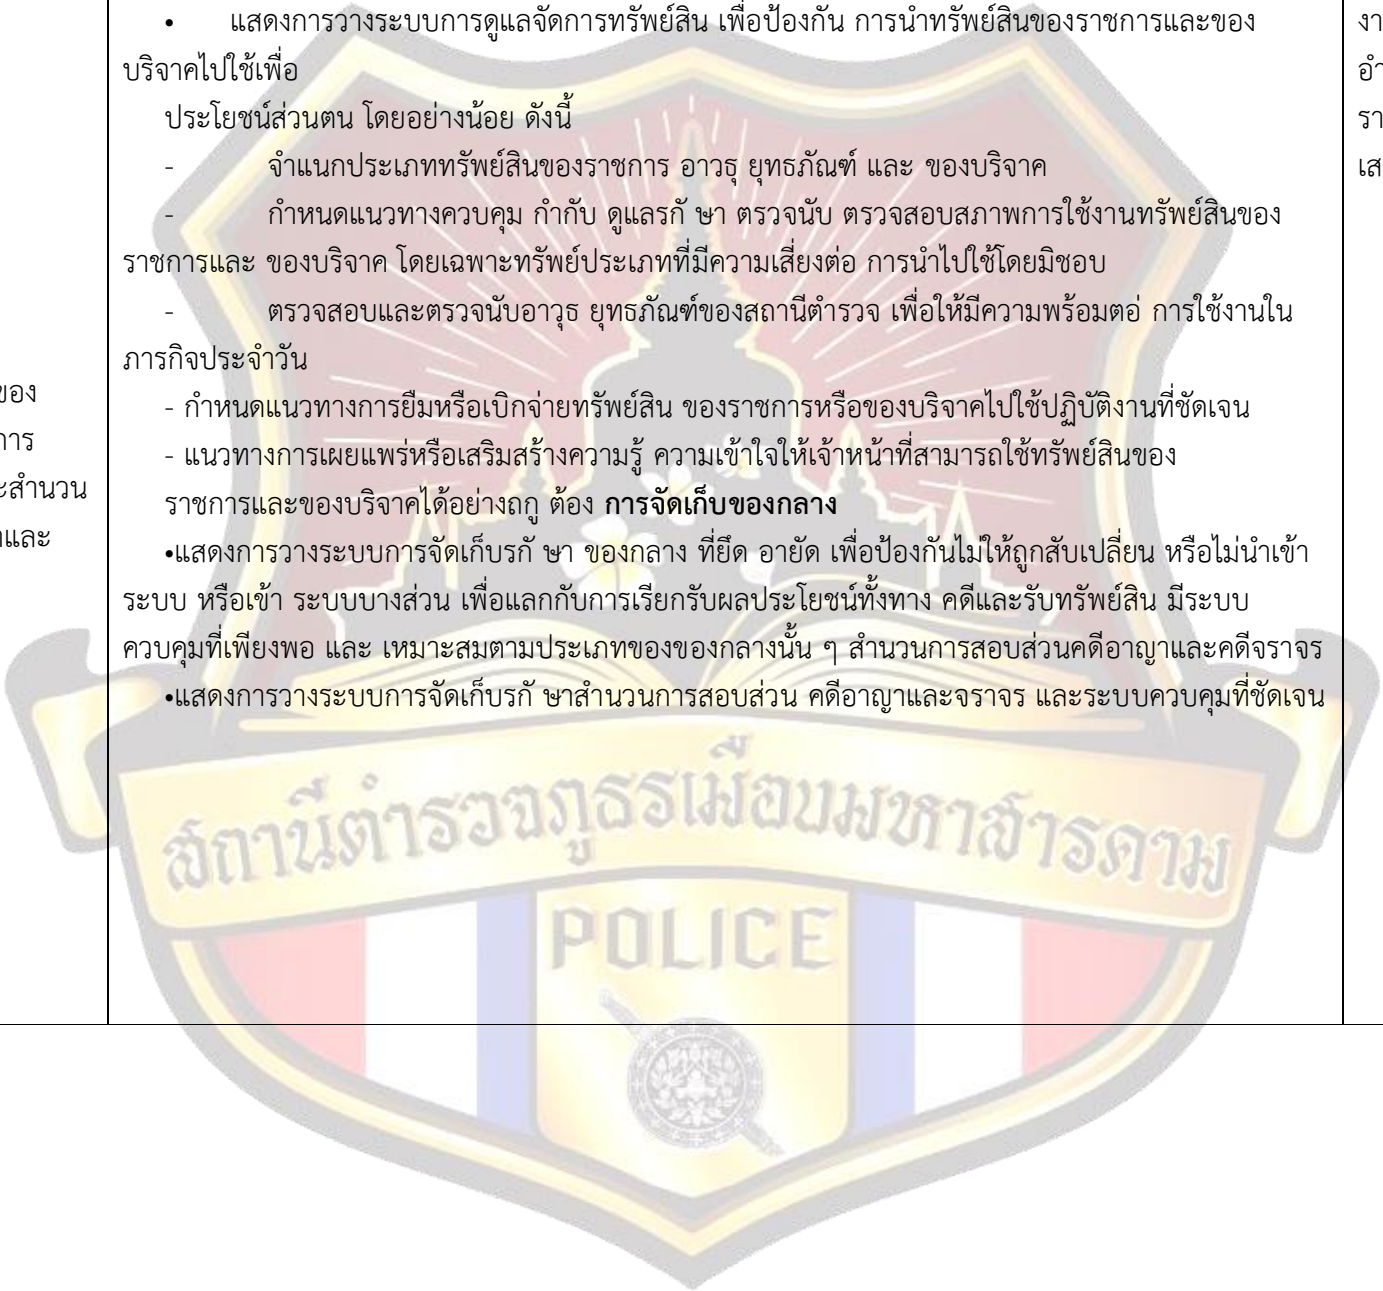 • แสดงการวางระบบการดูแลจัดการทรัพย์สิน เพื่อป้องกัน การนำทรัพย์สินของราชการและของ
บริจาคไปใช้เพื่อ
ประโยชน์ส่วนตน โดยอย่างน้อย ดังนี้
- จำแนกประเภททรัพย์สินของราชการ อาวธุ ยุทธภัณฑ์ และ ของบริจาค
- กำหนดแนวทางควบคุม กำกับ ดูแลรกั ษา ตรวจนับ ตรวจสอบสภาพการใช้งานทรัพย์สินของ
ราชการและ ของบริจาค โดยเฉพาะทรัพย์ประเภทที่มีความเสี่ยงต่อ การนำไปใช้โดยมิชอบ
- ตรวจสอบและตรวจนับอาวุธ ยุทธภัณฑ์ของสถานีตำรวจ เพื่อให้มีความพร้อมตอ่ การใช้งานใน
ภารกิจประจำวัน
- กำหนดแนวทางการยืมหรือเบิกจ่ายทรัพย์สิน ของราชการหรือของบริจาคไปใช้ปฏิบัติงานที่ชัดเจน
- แนวทางการเผยแพร่หรือเสริมสร้างความรู้ ความเข้าใจให้เจ้าหน้าที่สามารถใช้ทรัพย์สินของ
ราชการและของบริจาคได้อย่างถกู ต้อง การจัดเก็บของกลาง
•แสดงการวางระบบการจัดเก็บรกั ษา ของกลาง ที่ยึด อายัด เพื่อป้องกันไม่ให้ถูกสับเปลี่ยน หรือไม่นำเข้า
ระบบ หรือเข้า ระบบบางส่วน เพื่อแลกกับการเรียกรับผลประโยชน์ทั้งทาง คดีและรับทรัพย์สิน มีระบบ
ควบคุมที่เพียงพอ และ เหมาะสมตามประเภทของของกลางนั้น ๆ สำนวนการสอบส่วนคดีอาญาและคดีจราจร
•แสดงการวางระบบการจัดเก็บรกั ษาสำนวนการสอบส่วน คดีอาญาและจราจร และระบบควบคุมที่ชัดเจน
ของ
การ
ะสำนวน
และ
งา
อำ
รา
เส
สถานีตำรวจภูธรเมืองมหาสารคาม
POLICE